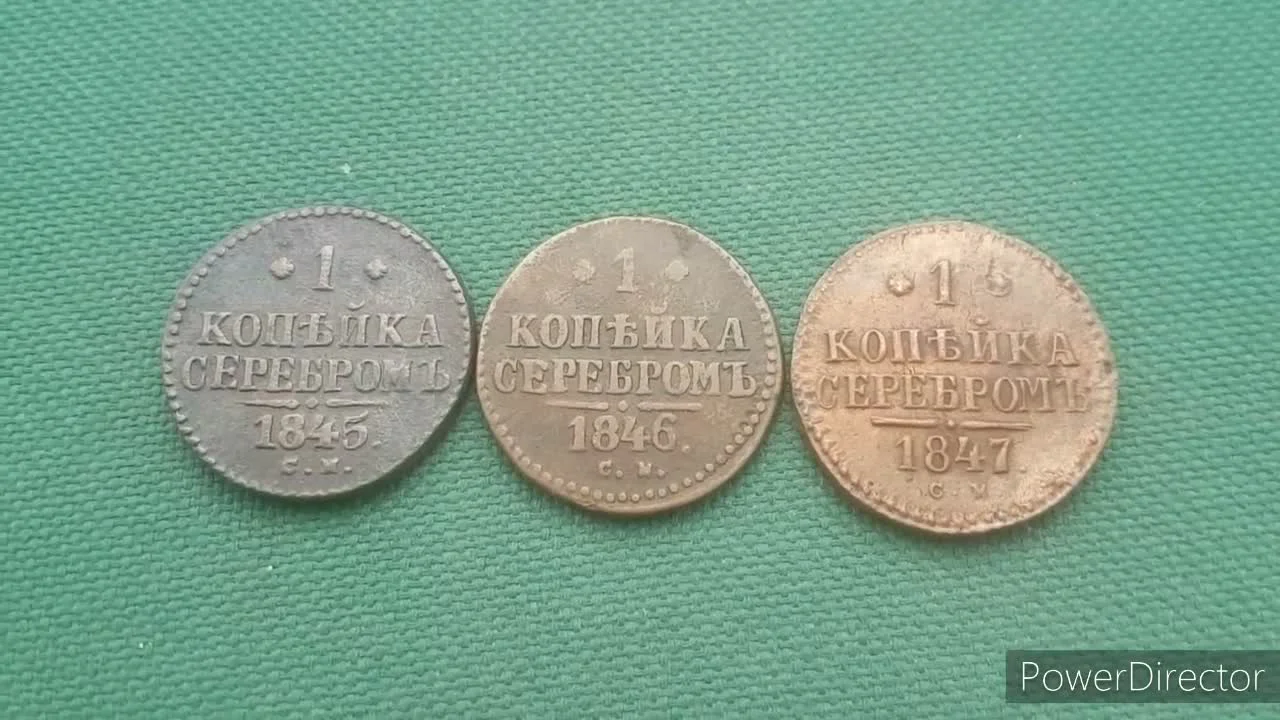 1
КОПѢЙКА
СЕРЕБРОМЪ
1845.
С.М.
1
КОПѢЙКА
СЕРЕБРОМЪ
1846.
С.М.
1
КОПѢЙКА
СЕРЕБРОМЪ
1847.
С М
PowerDirector